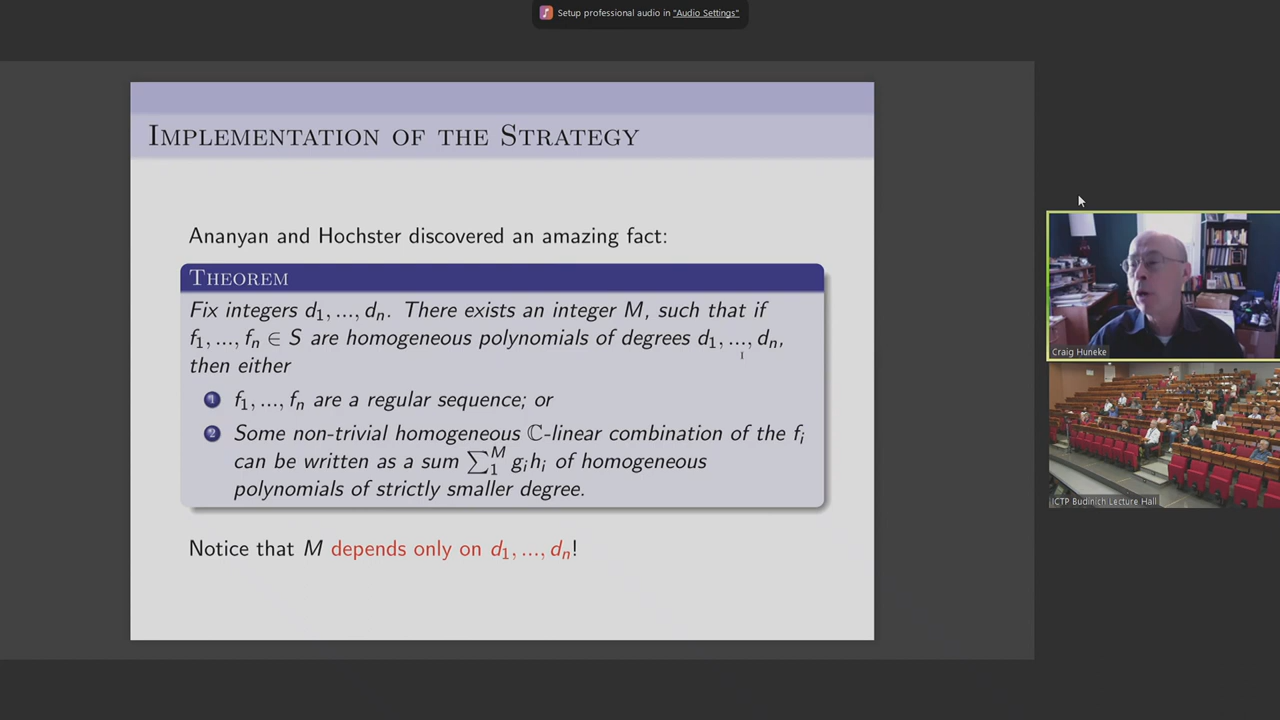 Setup professional audio in "Audio Settings"
IMPLEMENTATION OF THE STRATEGY
Ananyan and Hochster discovered an amazing fact:
THEOREM
Fix integers d₁, ..., dₙ. There exists an integer M, such that if
f₁, ..., fₙ ∈ S are homogeneous polynomials of degrees d₁, ..., dₙ,
then either
1 f₁, ..., fₙ are a regular sequence; or
2 Some non-trivial homogeneous ℂ-linear combination of the fᵢ
can be written as a sum ∑₁ᴹ gᵢhᵢ of homogeneous
polynomials of strictly smaller degree.
Notice that M depends only on d₁, ..., dₙ!
Craig Huneke
ICTP Budinich Lecture Hall